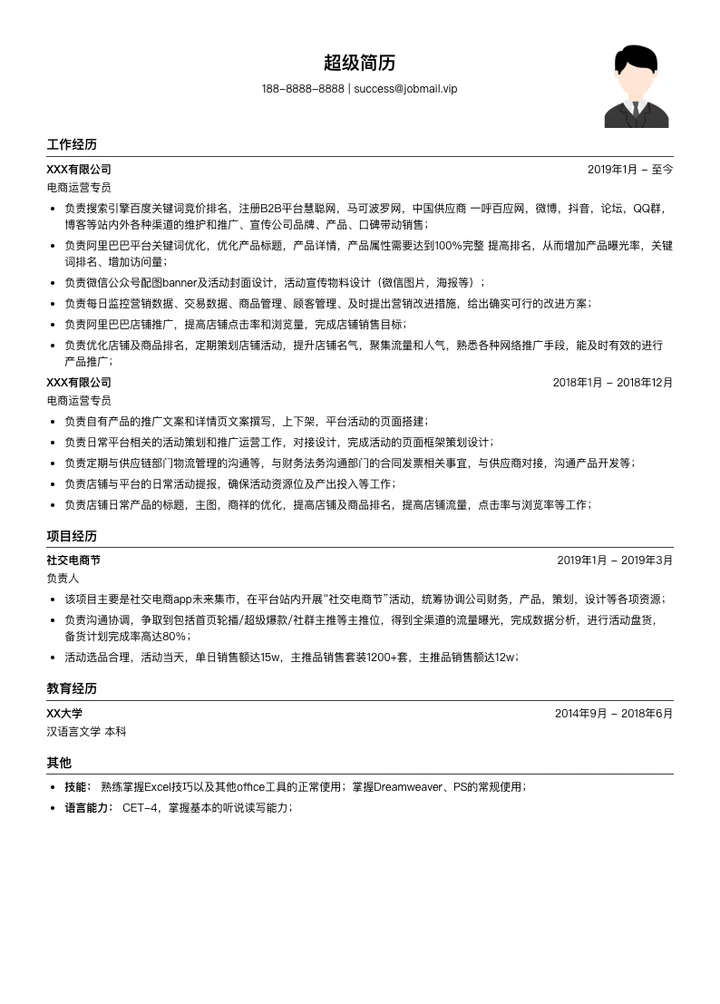 超级简历
188-8888-8888 | success@jobmail.vip
工作经历
XXX有限公司 2019年1月 - 至今
电商运营专员
• 负责搜索引擎百度关键词竞价排名，注册B2B平台慧聪网，马可波罗网，中国供应商 一呼百应网，微博，抖音，论坛，QQ群，
博客等站内外各种渠道的维护和推广、宣传公司品牌、产品、口碑带动销售；
• 负责阿里巴巴平台关键词优化，优化产品标题，产品详情，产品属性需要达到100%完整 提高排名，从而增加产品曝光率，关键
词排名、增加访问量；
• 负责微信公众号配图banner及活动封面设计，活动宣传物料设计（微信图片，海报等）；
• 负责每日监控营销数据、交易数据、商品管理、顾客管理、及时提出营销改进措施，给出确实可行的改进方案；
• 负责阿里巴巴店铺推广，提高店铺点击率和浏览量，完成店铺销售目标；
• 负责优化店铺及商品排名，定期策划店铺活动，提升店铺名气，聚集流量和人气，熟悉各种网络推广手段，能及时有效的进行
产品推广；
XXX有限公司 2018年1月 - 2018年12月
电商运营专员
• 负责自有产品的推广文案和详情页文案撰写，上下架，平台活动的页面搭建；
• 负责日常平台相关的活动策划和推广运营工作，对接设计，完成活动的页面框架策划设计；
• 负责定期与供应链部门物流管理的沟通等，与财务法务沟通部门的合同发票相关事宜，与供应商对接，沟通产品开发等；
• 负责店铺与平台的日常活动提报，确保活动资源位及产出投入等工作；
• 负责店铺日常产品的标题，主图，商祥的优化，提高店铺及商品排名，提高店铺流量，点击率与浏览率等工作；
项目经历
社交电商节 2019年1月 - 2019年3月
负责人
• 该项目主要是社交电商app未来集市，在平台站内开展“社交电商节”活动，统筹协调公司财务，产品，策划，设计等各项资源；
• 负责沟通协调，争取到包括首页轮播/超级爆款/社群主推等主推位，得到全渠道的流量曝光，完成数据分析，进行活动盘货，
备货计划完成率高达80%；
• 活动选品合理，活动当天，单日销售额达15w，主推品销售套装1200+套，主推品销售额达12w；
教育经历
XX大学 2014年9月 - 2018年6月
汉语言文学 本科
其他
• 技能： 熟练掌握Excel技巧以及其他office工具的正常使用；掌握Dreamweaver、PS的常规使用；
• 语言能力： CET-4，掌握基本的听说读写能力；